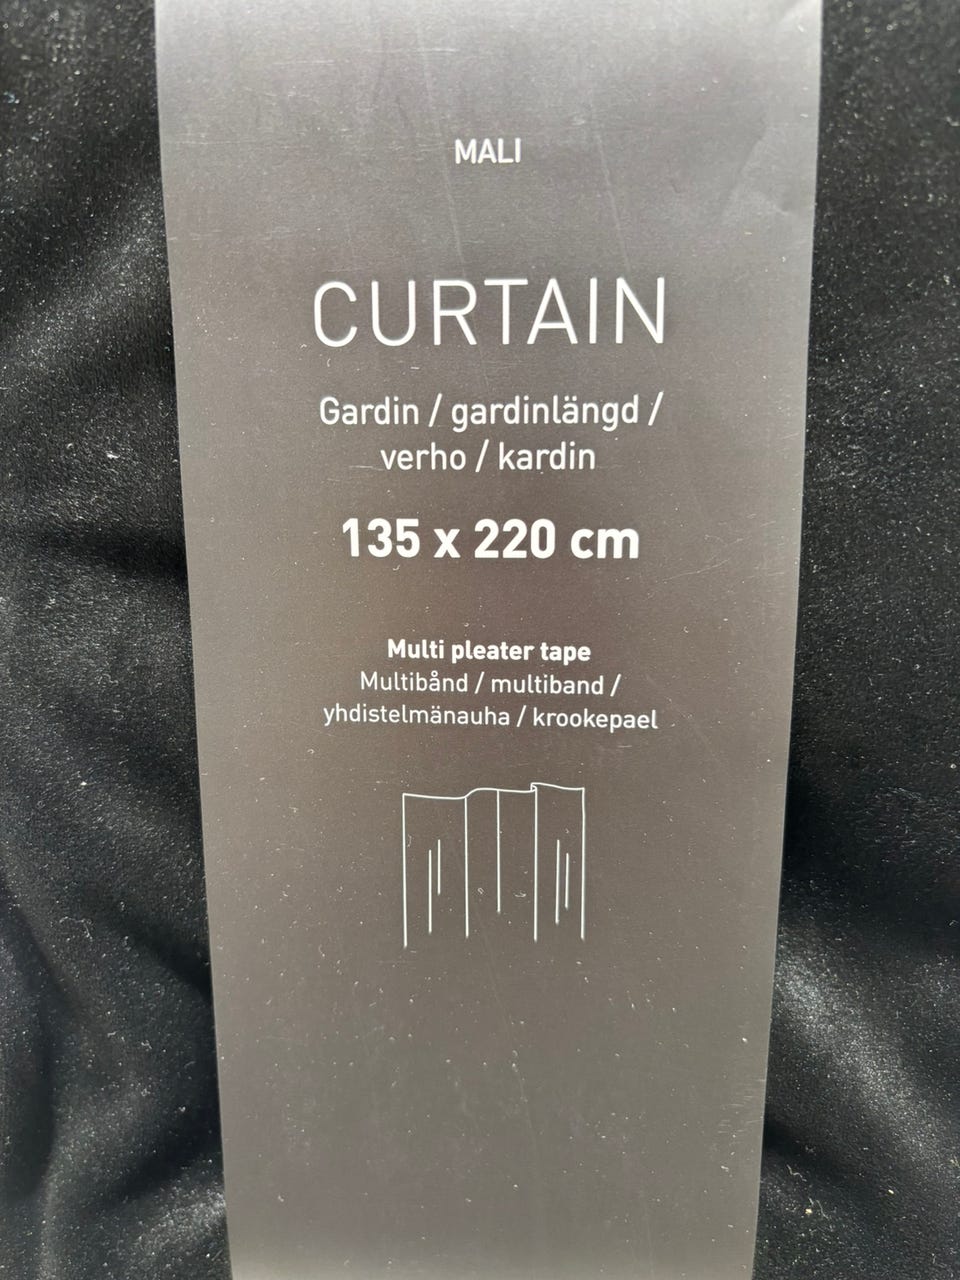 MALI
CURTAIN
Gardin / gardinlängd /
verho / kardin
135 x 220 cm
Multi pleater tape
Multibånd / multiband /
yhdistelmänauha / krookepael